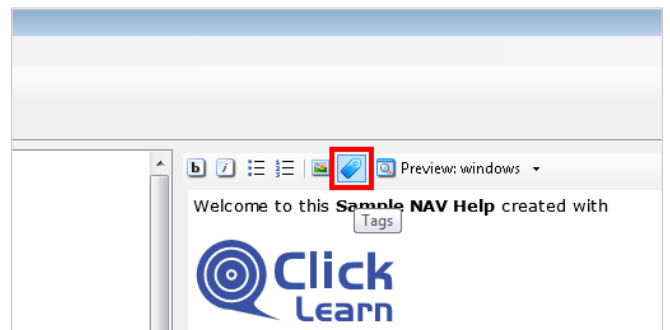 b i Preview: windows
Welcome to this Sample NAV Help created with
Tags
Click
Learn